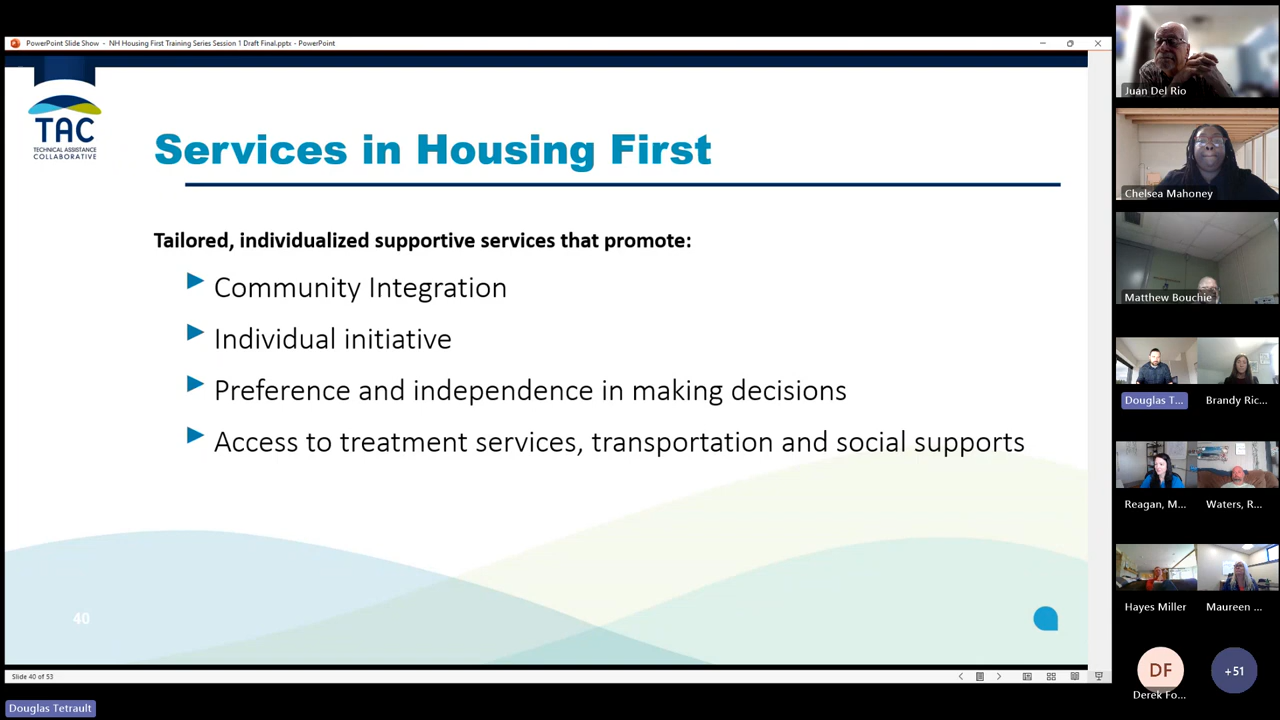 PowerPoint Slide Show - NH Housing First Training Series Session 1 Draft Final.pptx - PowerPoint
TAC
TECHNICAL ASSISTANCE
COLLABORATIVE
Services in Housing First
Tailored, individualized supportive services that promote:
Community Integration
Individual initiative
Preference and independence in making decisions
Access to treatment services, transportation and social supports
40
Slide 40 of 53
Douglas Tetrault
Juan Del Rio
Chelsea Mahoney
Matthew Bouchie
Douglas T...
Brandy Ric...
Reagan, M...
Waters, R...
Hayes Miller
Maureen ...
DF
Derek Fo...
+51